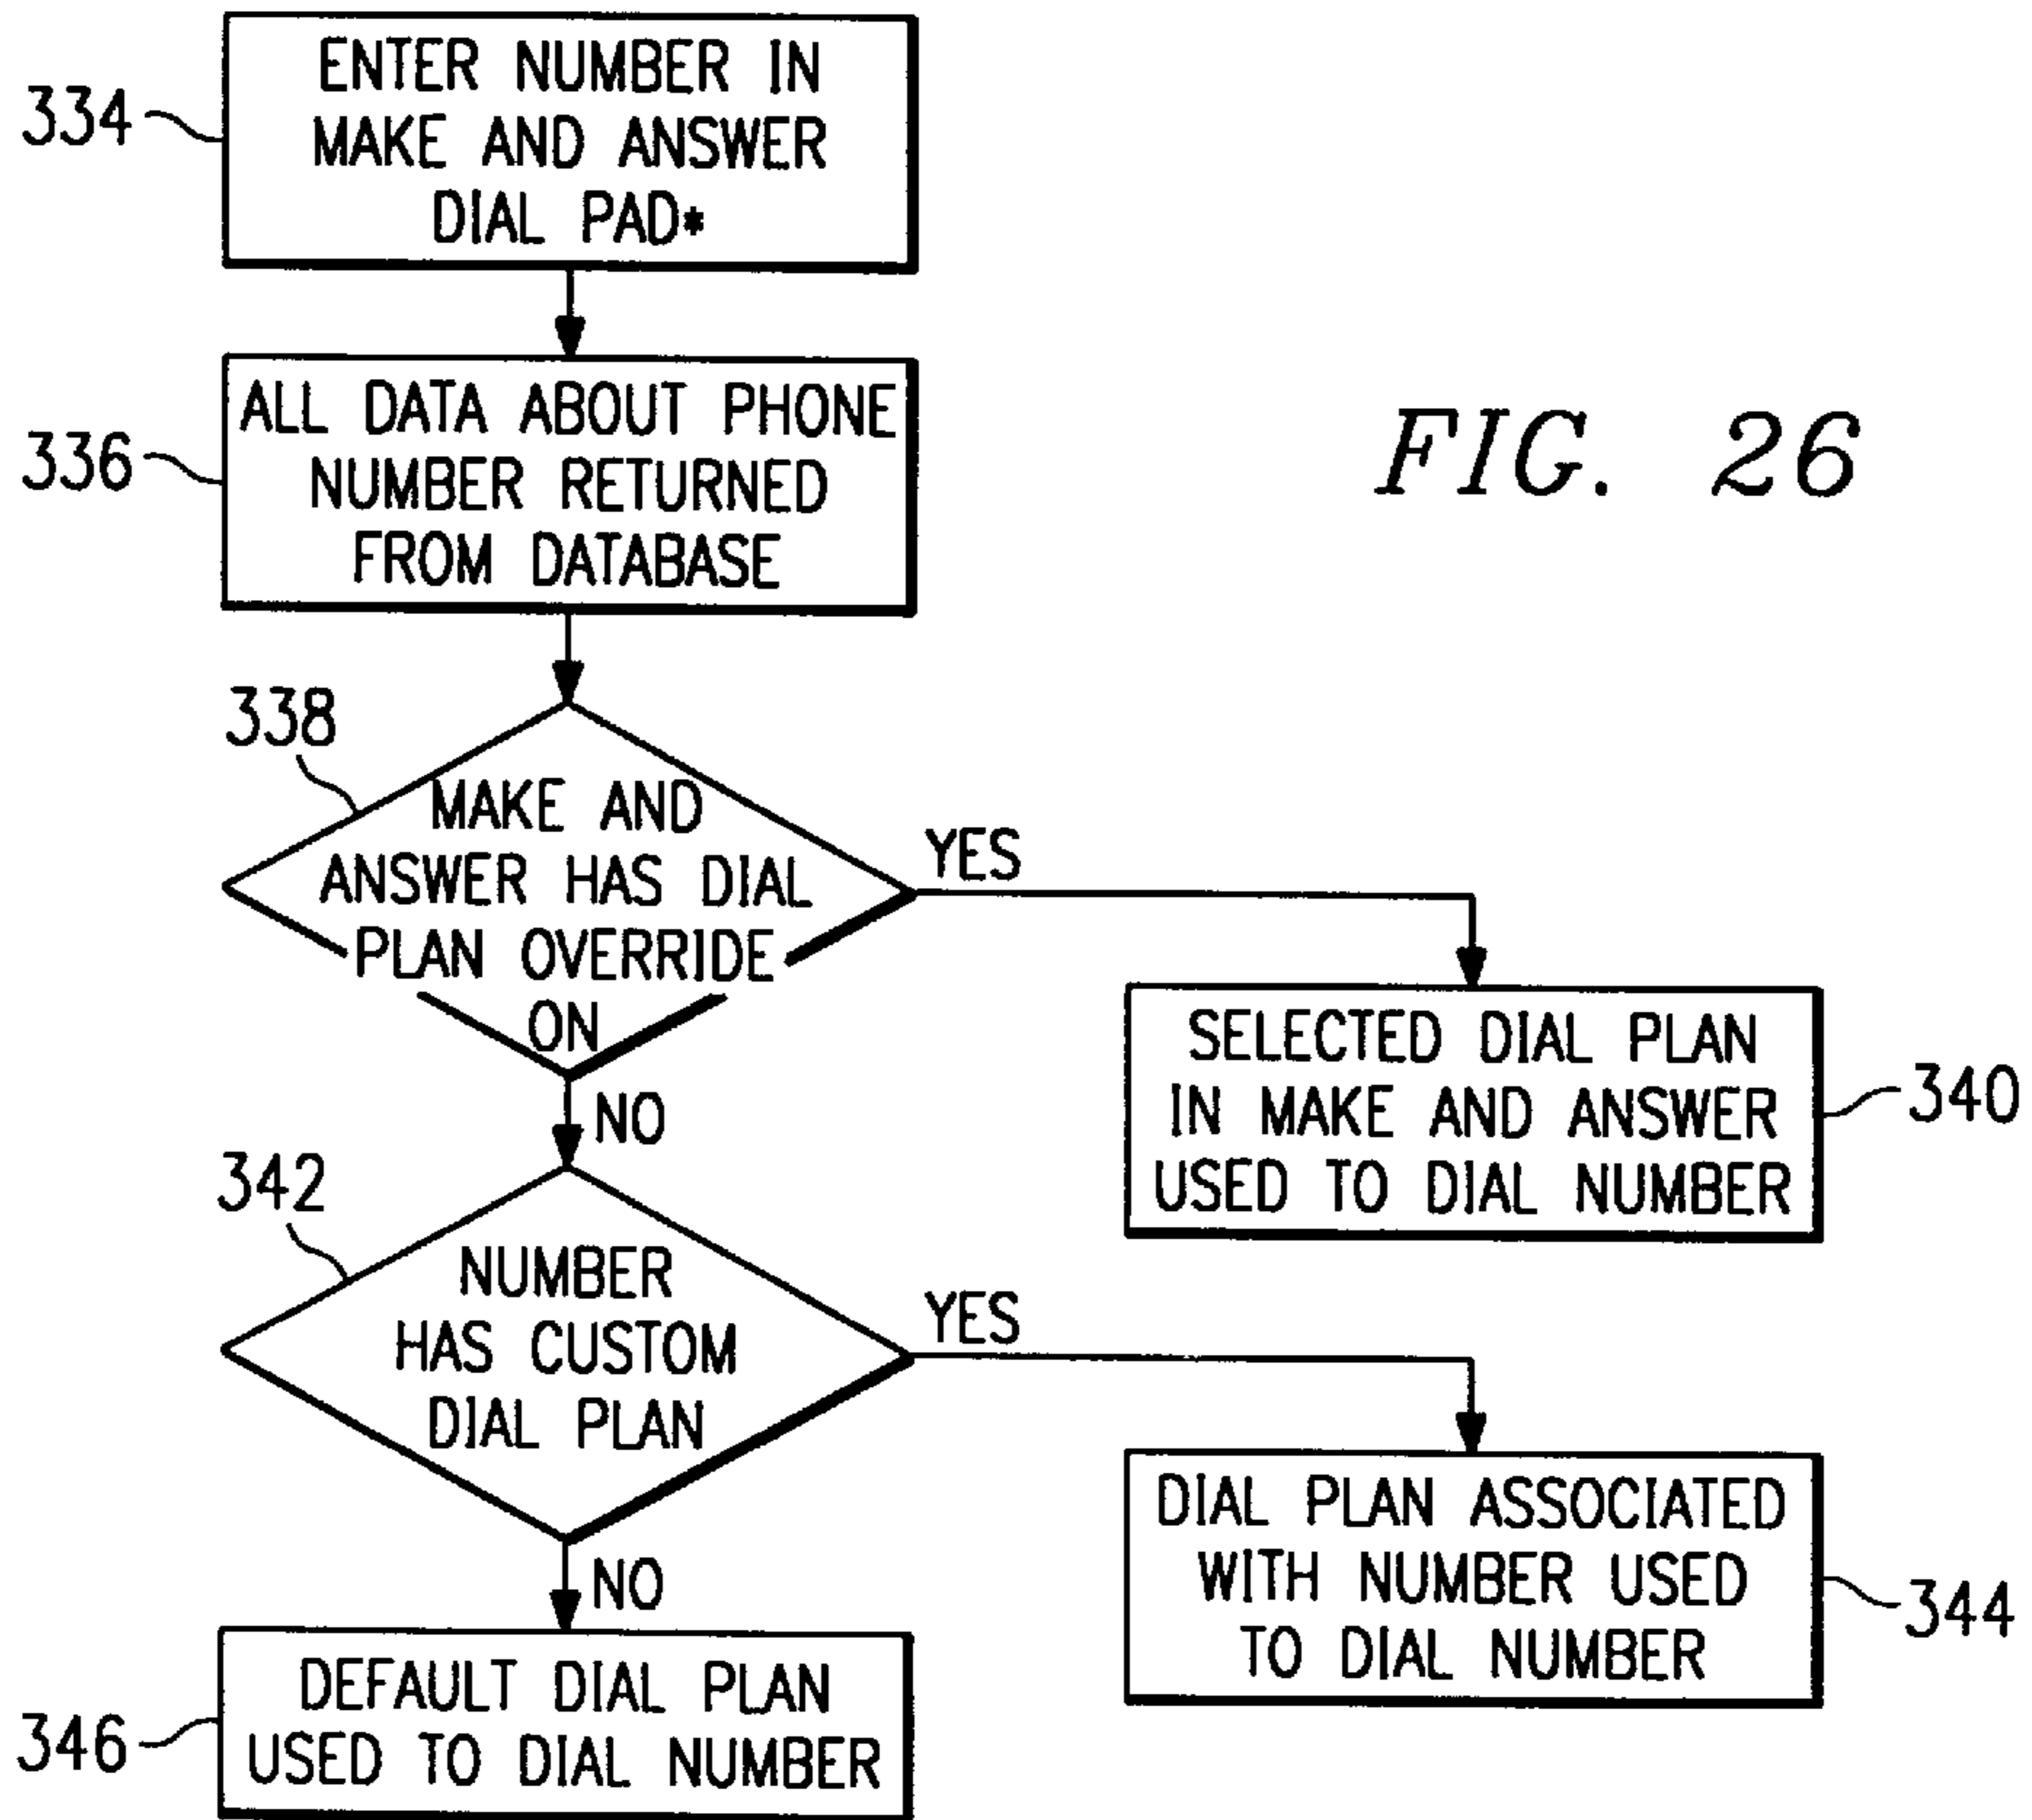 334
ENTER NUMBER IN
MAKE AND ANSWER
DIAL PAD*
336
ALL DATA ABOUT PHONE
NUMBER RETURNED
FROM DATABASE
FIG. 26
338
MAKE AND
ANSWER HAS DIAL
PLAN OVERRIDE
ON
YES
NO
SELECTED DIAL PLAN
IN MAKE AND ANSWER
USED TO DIAL NUMBER
340
342
NUMBER
HAS CUSTOM
DIAL PLAN
YES
NO
DIAL PLAN ASSOCIATED
WITH NUMBER USED
TO DIAL NUMBER
344
346
DEFAULT DIAL PLAN
USED TO DIAL NUMBER